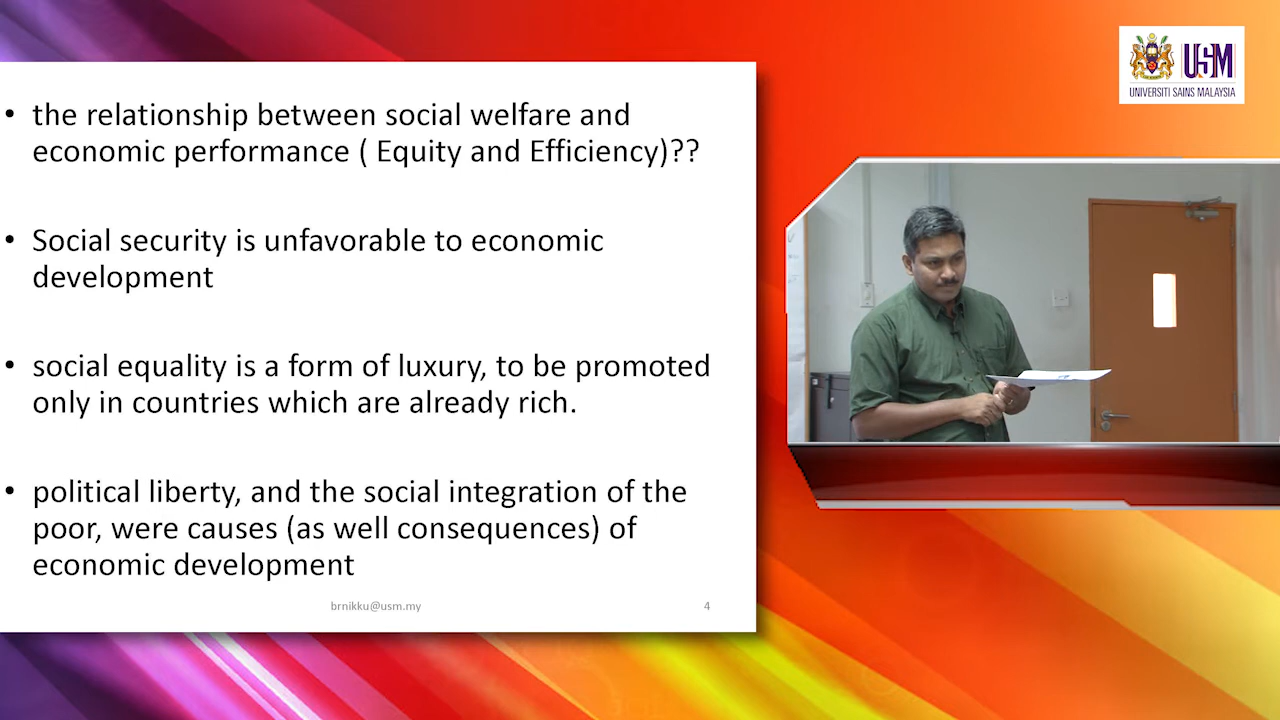 • the relationship between social welfare and
economic performance ( Equity and Efficiency)??
• Social security is unfavorable to economic
development
• social equality is a form of luxury, to be promoted
only in countries which are already rich.
• political liberty, and the social integration of the
poor, were causes (as well consequences) of
economic development
brnikku@usm.my 4
USM
UNIVERSITI SAINS MALAYSIA